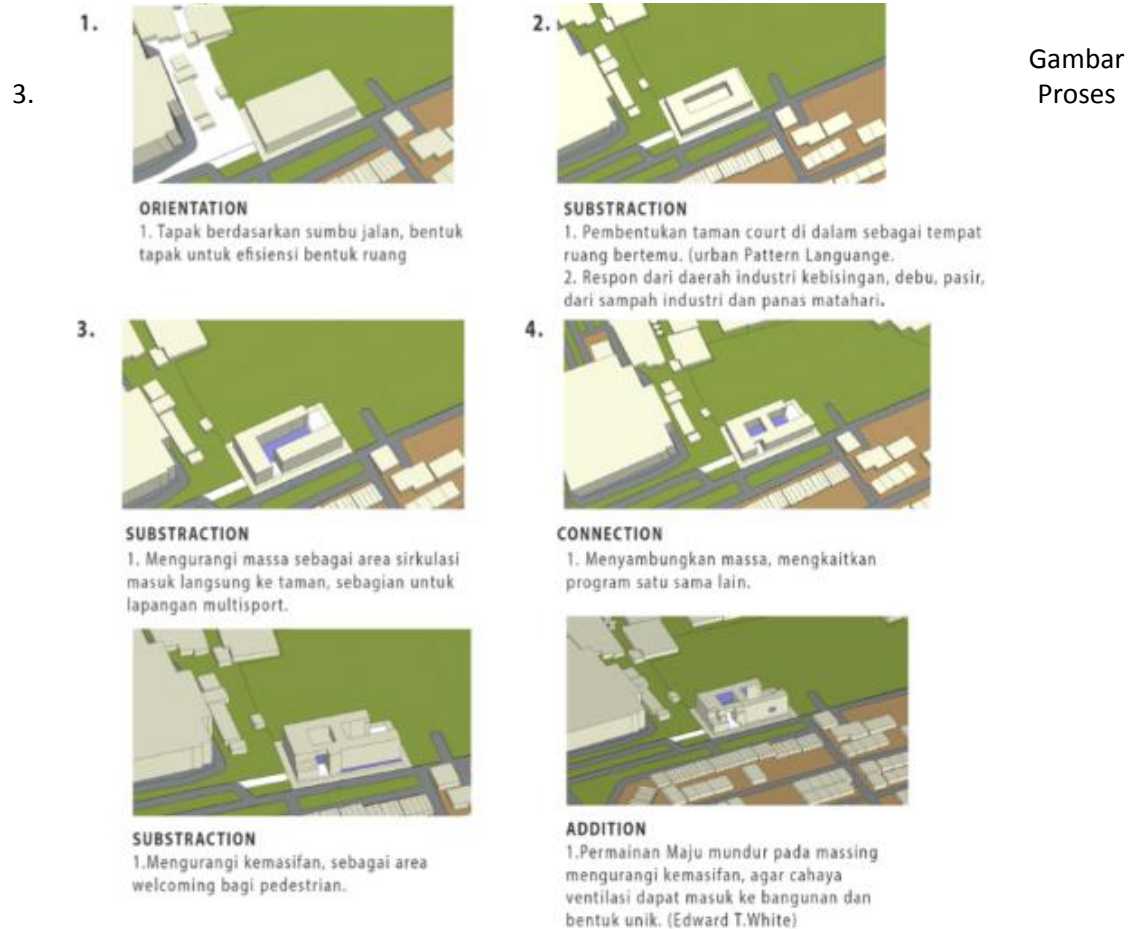 3.
Gambar
Proses
1.
ORIENTATION
1. Tapak berdasarkan sumbu jalan, bentuk
tapak untuk efisiensi bentuk ruang
2.
SUBSTRACTION
1. Pembentukan taman court di dalam sebagai tempat
ruang bertemu. (urban Pattern Languange.
2. Respon dari daerah industri kebisingan, debu, pasir,
dari sampah industri dan panas matahari.
3.
SUBSTRACTION
1. Mengurangi massa sebagai area sirkulasi
masuk langsung ke taman, sebagian untuk
lapangan multisport.
4.
CONNECTION
1. Menyambungkan massa, mengkaitkan
program satu sama lain.
SUBSTRACTION
1.Mengurangi kemasifan, sebagai area
welcoming bagi pedestrian.
ADDITION
1.Permainan Maju mundur pada massing
mengurangi kemasifan, agar cahaya
ventilasi dapat masuk ke bangunan dan
bentuk unik. (Edward T.White)